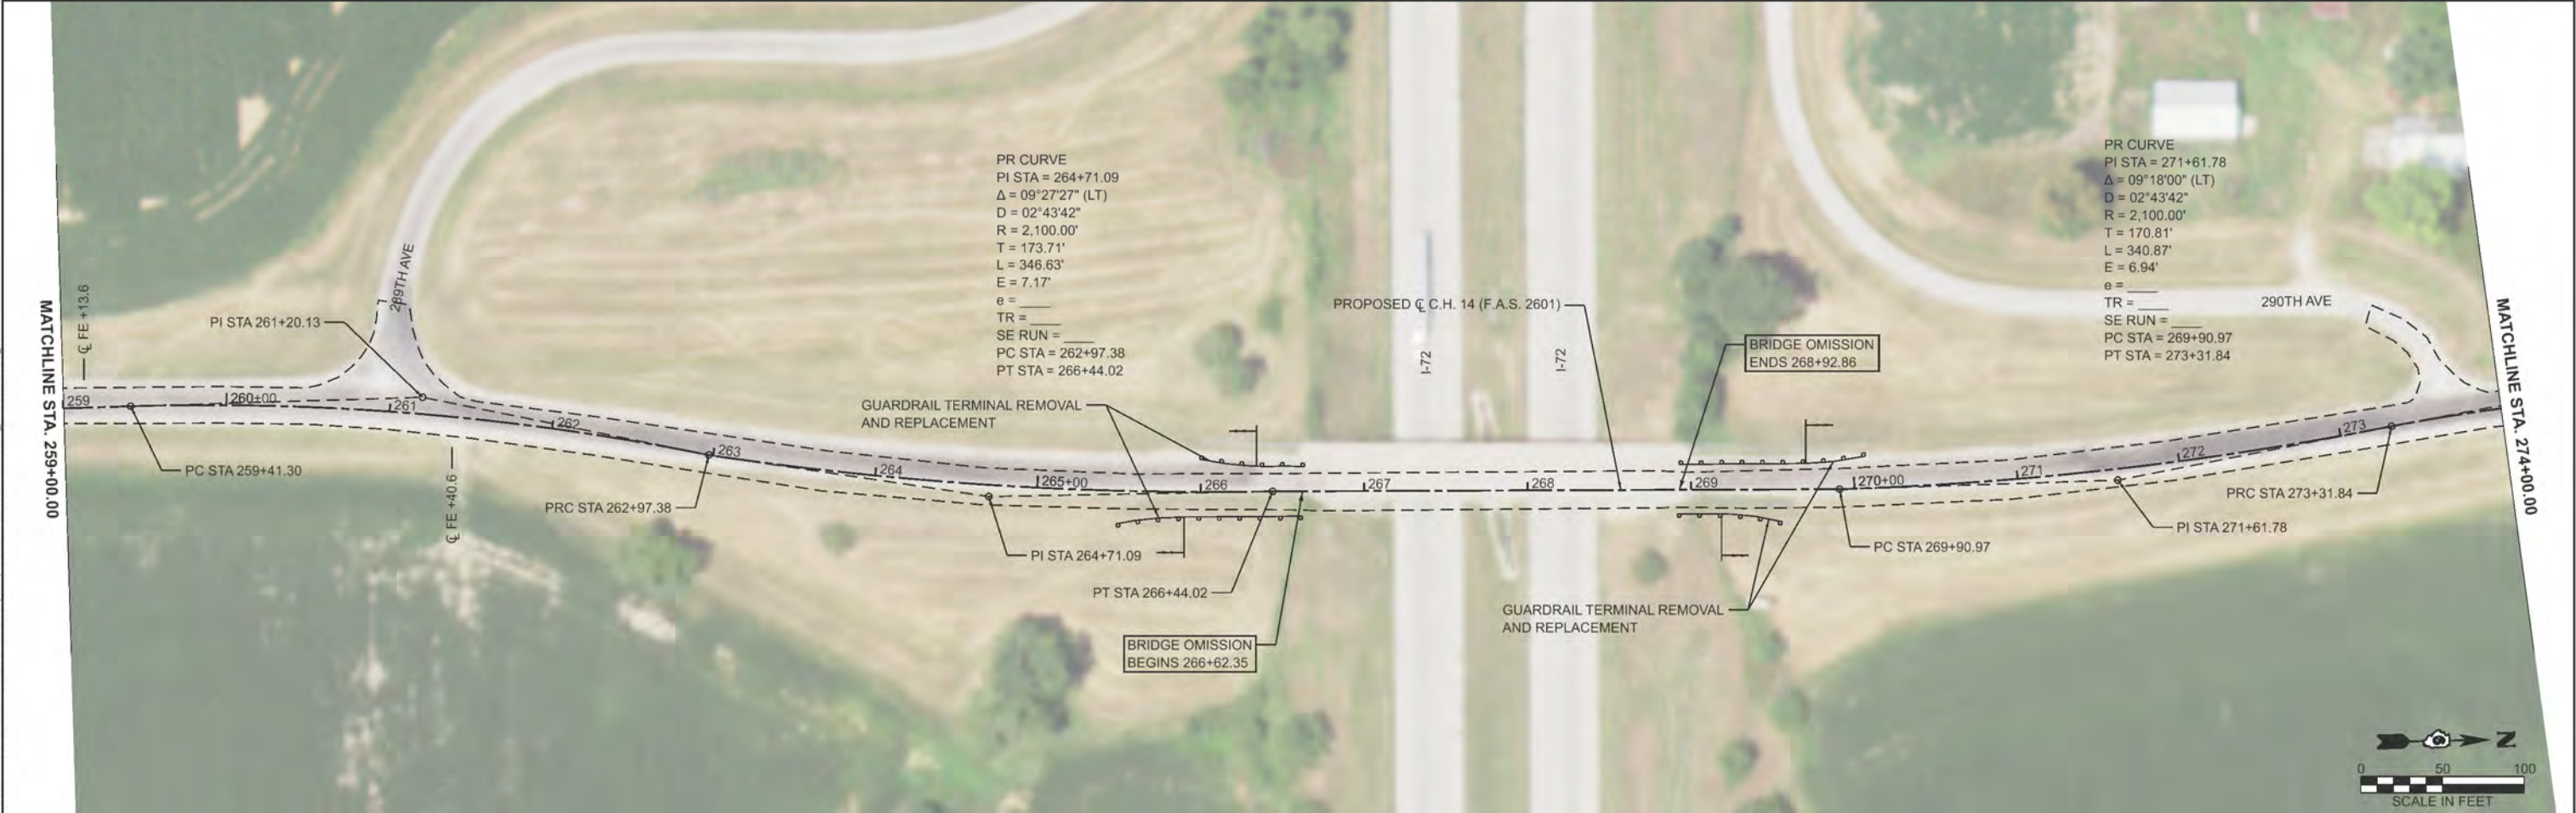 MATCHLINE STA. 259+00.00
℄ FE +13.6
PI STA 261+20.13
289TH AVE
259
260+00
261
262
263
264
265+00
266
267
268
269
270+00
271
272
273
PC STA 259+41.30
℄ FE +40.6
PRC STA 262+97.38
PR CURVE
PI STA = 264+71.09
Δ = 09°27'27" (LT)
D = 02°43'42"
R = 2,100.00'
T = 173.71'
L = 346.63'
E = 7.17'
e = ____
TR = ____
SE RUN = ____
PC STA = 262+97.38
PT STA = 266+44.02
GUARDRAIL TERMINAL REMOVAL
AND REPLACEMENT
PI STA 264+71.09
PT STA 266+44.02
BRIDGE OMISSION
BEGINS 266+62.35
PROPOSED ℄ C.H. 14 (F.A.S. 2601)
I-72
I-72
BRIDGE OMISSION
ENDS 268+92.86
GUARDRAIL TERMINAL REMOVAL
AND REPLACEMENT
PC STA 269+90.97
PR CURVE
PI STA = 271+61.78
Δ = 09°18'00" (LT)
D = 02°43'42"
R = 2,100.00'
T = 170.81'
L = 340.87'
E = 6.94'
e = ____
TR = ____
SE RUN = ____
PC STA = 269+90.97
PT STA = 273+31.84
290TH AVE
PRC STA 273+31.84
PI STA 271+61.78
MATCHLINE STA. 274+00.00
N
0 50 100
SCALE IN FEET